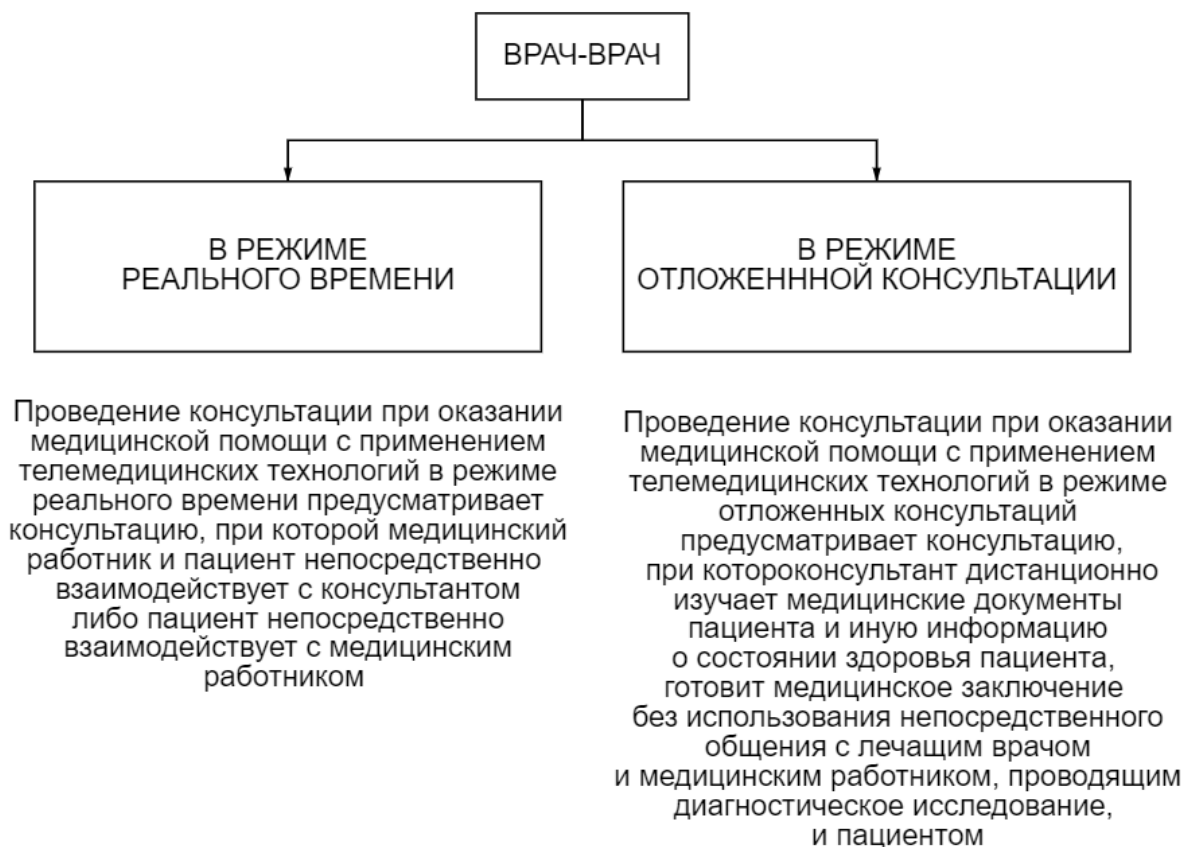 ВРАЧ-ВРАЧ
В РЕЖИМЕ
РЕАЛЬНОГО ВРЕМЕНИ
В РЕЖИМЕ
ОТЛОЖЕНННОЙ КОНСУЛЬТАЦИИ
Проведение консультации при оказании
медицинской помощи с применением
телемедицинских технологий в режиме
реального времени предусматривает
консультацию, при которой медицинский
работник и пациент непосредственно
взаимодействует с консультантом
либо пациент непосредственно
взаимодействует с медицинским
работником
Проведение консультации при оказании
медицинской помощи с применением
телемедицинских технологий в режиме
отложенных консультаций
предусматривает консультацию,
при котороконсультант дистанционно
изучает медицинские документы
пациента и иную информацию
о состоянии здоровья пациента,
готовит медицинское заключение
без использования непосредственного
общения с лечащим врачом
и медицинским работником, проводящим
диагностическое исследование,
и пациентом